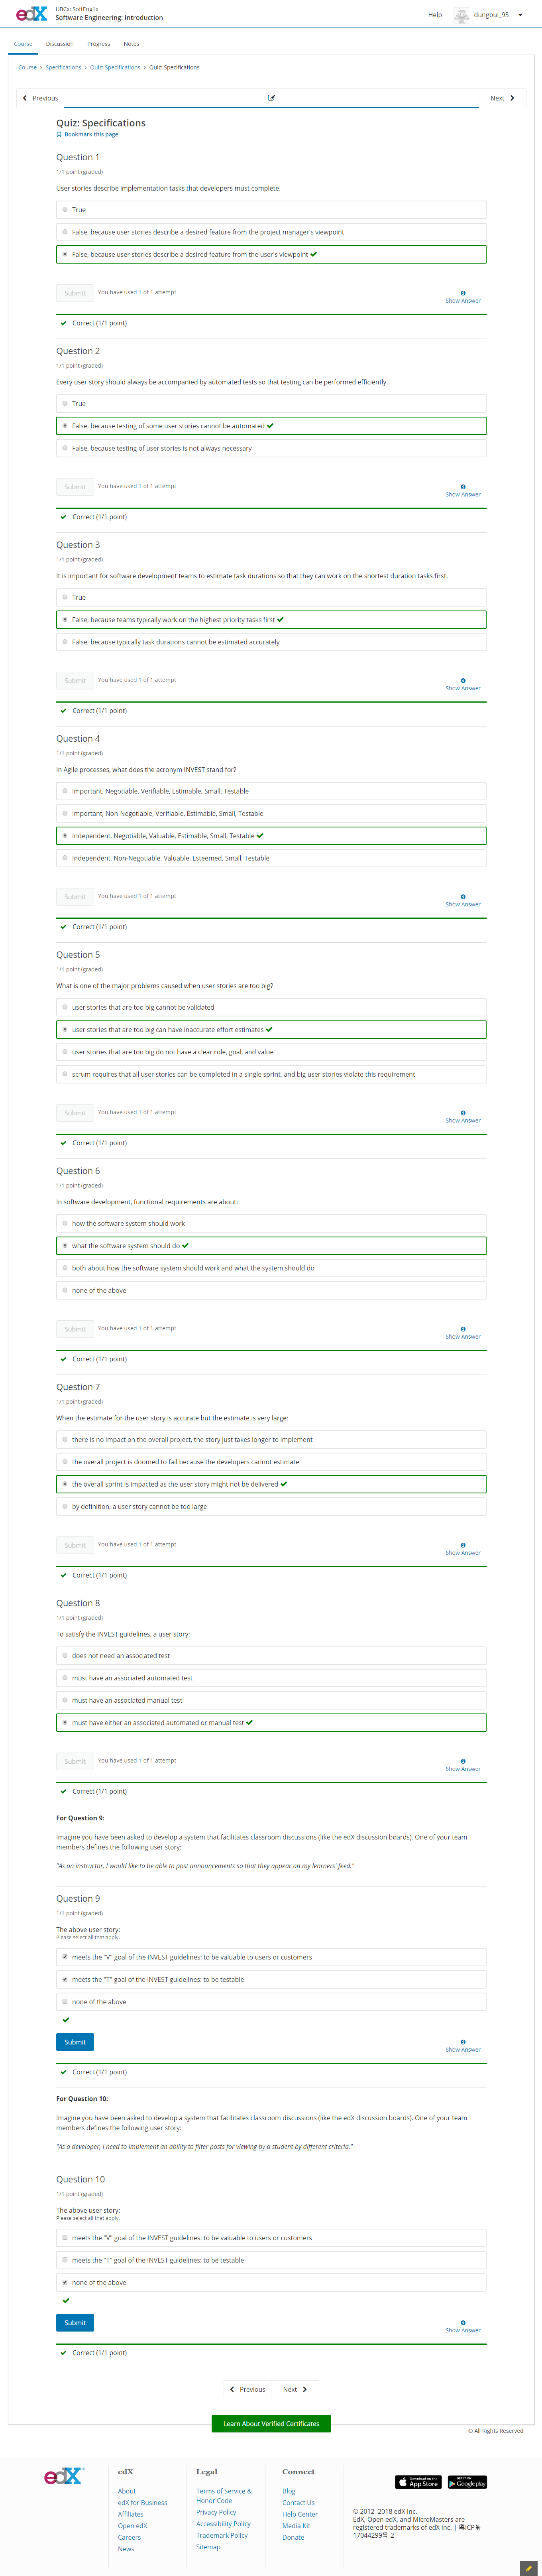 edX
UBCx: SoftEng1x
Software Engineering: Introduction
Help
dungbui_95
Course Discussion Progress Notes
Course > Specifications > Quiz: Specifications > Quiz: Specifications
Previous
Next
Quiz: Specifications
Bookmark this page
Question 1
1/1 point (graded)
User stories describe implementation tasks that developers must complete.
True
False, because user stories describe a desired feature from the project manager's viewpoint
False, because user stories describe a desired feature from the user's viewpoint ✔
Submit
You have used 1 of 1 attempt
Show Answer
✔ Correct (1/1 point)
Question 2
1/1 point (graded)
Every user story should always be accompanied by automated tests so that testing can be performed efficiently.
True
False, because testing of some user stories cannot be automated ✔
False, because testing of user stories is not always necessary
Submit
You have used 1 of 1 attempt
Show Answer
✔ Correct (1/1 point)
Question 3
1/1 point (graded)
It is important for software development teams to estimate task durations so that they can work on the shortest duration tasks first.
True
False, because teams typically work on the highest priority tasks first ✔
False, because typically task durations cannot be estimated accurately
Submit
You have used 1 of 1 attempt
Show Answer
✔ Correct (1/1 point)
Question 4
1/1 point (graded)
In Agile processes, what does the acronym INVEST stand for?
Important, Negotiable, Verifiable, Estimable, Small, Testable
Important, Non-Negotiable, Verifiable, Estimable, Small, Testable
Independent, Negotiable, Valuable, Estimable, Small, Testable ✔
Independent, Non-Negotiable, Valuable, Esteemed, Small, Testable
Submit
You have used 1 of 1 attempt
Show Answer
✔ Correct (1/1 point)
Question 5
1/1 point (graded)
What is one of the major problems caused when user stories are too big?
user stories that are too big cannot be validated
user stories that are too big can have inaccurate effort estimates ✔
user stories that are too big do not have a clear role, goal, and value
scrum requires that all user stories can be completed in a single sprint, and big user stories violate this requirement
Submit
You have used 1 of 1 attempt
Show Answer
✔ Correct (1/1 point)
Question 6
1/1 point (graded)
In software development, functional requirements are about:
how the software system should work
what the software system should do ✔
both about how the software system should work and what the system should do
none of the above
Submit
You have used 1 of 1 attempt
Show Answer
✔ Correct (1/1 point)
Question 7
1/1 point (graded)
When the estimate for the user story is accurate but the estimate is very large:
there is no impact on the overall project, the story just takes longer to implement
the overall project is doomed to fail because the developers cannot estimate
the overall sprint is impacted as the user story might not be delivered ✔
by definition, a user story cannot be too large
Submit
You have used 1 of 1 attempt
Show Answer
✔ Correct (1/1 point)
Question 8
1/1 point (graded)
To satisfy the INVEST guidelines, a user story:
does not need an associated test
must have an associated automated test
must have an associated manual test
must have either an associated automated or manual test ✔
Submit
You have used 1 of 1 attempt
Show Answer
✔ Correct (1/1 point)
For Question 9:
Imagine you have been asked to develop a system that facilitates classroom discussions (like the edX discussion boards). One of your team
members defines the following user story:
"As an instructor, I would like to be able to post announcements so that they appear on my learners' feed."
Question 9
1/1 point (graded)
The above user story:
Please select all that apply.
meets the "V" goal of the INVEST guidelines: to be valuable to users or customers
meets the "T" goal of the INVEST guidelines: to be testable
none of the above
✔
Submit
Show Answer
✔ Correct (1/1 point)
For Question 10:
Imagine you have been asked to develop a system that facilitates classroom discussions (like the edX discussion boards). One of your team
members defines the following user story:
"As a developer, I need to implement an ability to filter posts for viewing by a student by different criteria."
Question 10
1/1 point (graded)
The above user story:
Please select all that apply.
meets the "V" goal of the INVEST guidelines: to be valuable to users or customers
meets the "T" goal of the INVEST guidelines: to be testable
none of the above
✔
Submit
Show Answer
✔ Correct (1/1 point)
Previous Next
Learn About Verified Certificates
© All Rights Reserved
edX
edX
About
edX for Business
Affiliates
Open edX
Careers
News
Legal
Terms of Service &
Honor Code
Privacy Policy
Accessibility Policy
Trademark Policy
Sitemap
Connect
Blog
Contact Us
Help Center
Media Kit
Donate
Download on the
App Store
GET IT ON
Google play
© 2012–2018 edX Inc.
EdX, Open edX, and MicroMasters are
registered trademarks of edX Inc. | 粤ICP备
17044299号-2